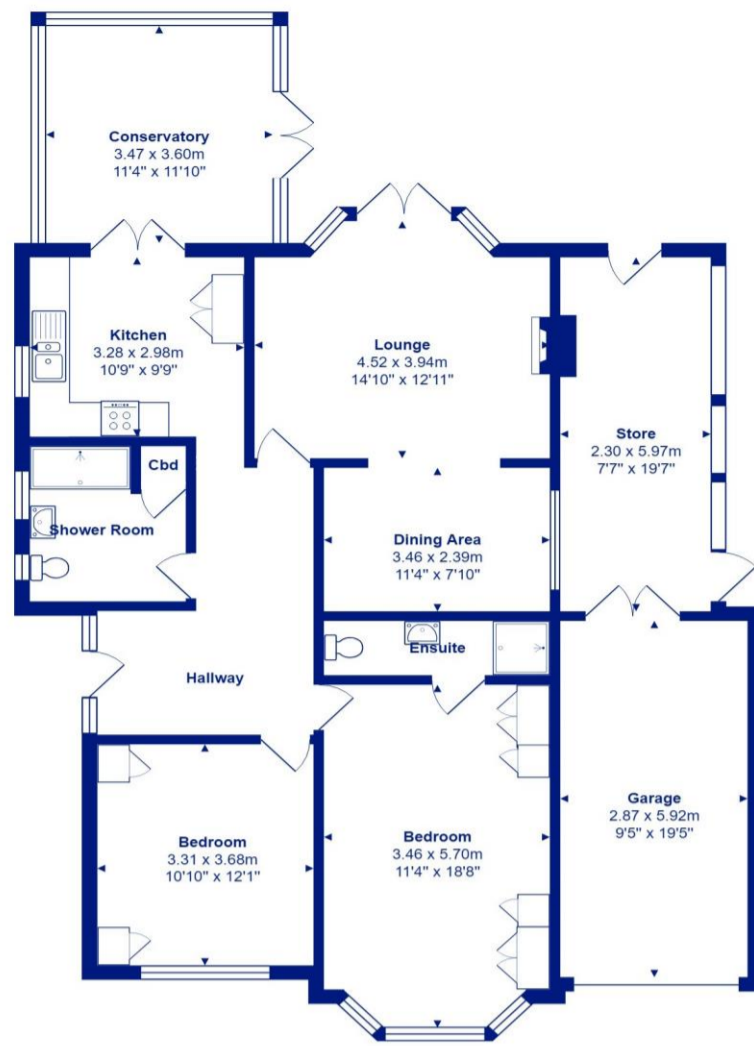 Conservatory
3.47 x 3.60m
11'4" x 11'10"
Kitchen
3.28 x 2.98m
10'9" x 9'9"
Lounge
4.52 x 3.94m
14'10" x 12'11"
Store
2.30 x 5.97m
7'7" x 19'7"
Cbd
Shower Room
Dining Area
3.46 x 2.39m
11'4" x 7'10"
Ensuite
Hallway
Bedroom
3.31 x 3.68m
10'10" x 12'1"
Bedroom
3.46 x 5.70m
11'4" x 18'8"
Garage
2.87 x 5.92m
9'5" x 19'5"